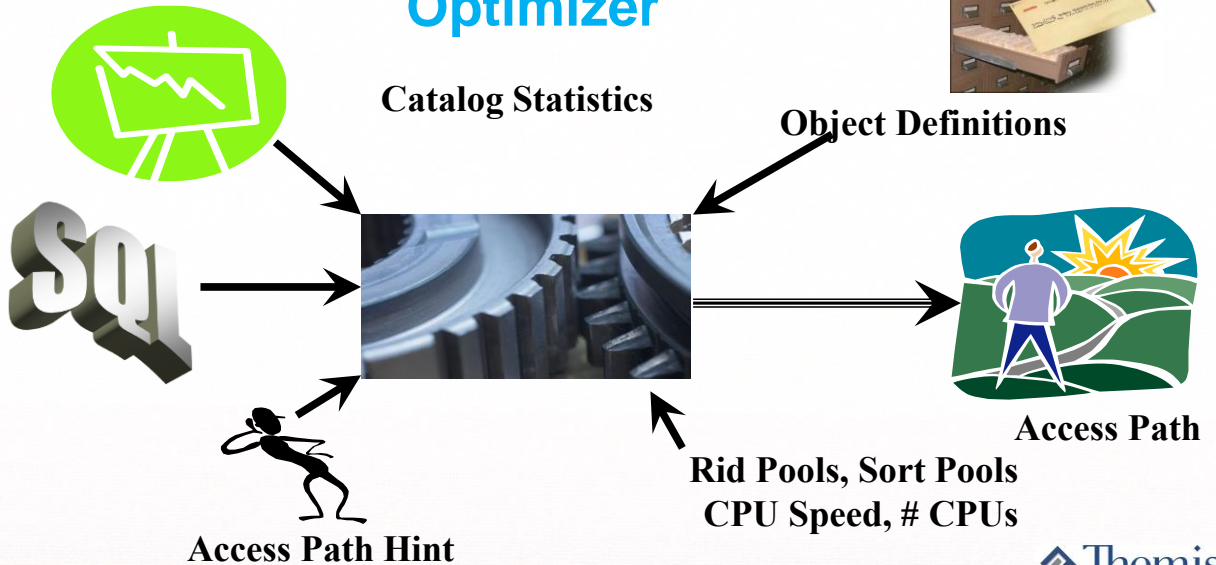 Optimizer
Catalog Statistics
Object Definitions
SQL
Access Path
Rid Pools, Sort Pools
CPU Speed, # CPUs
Access Path Hint